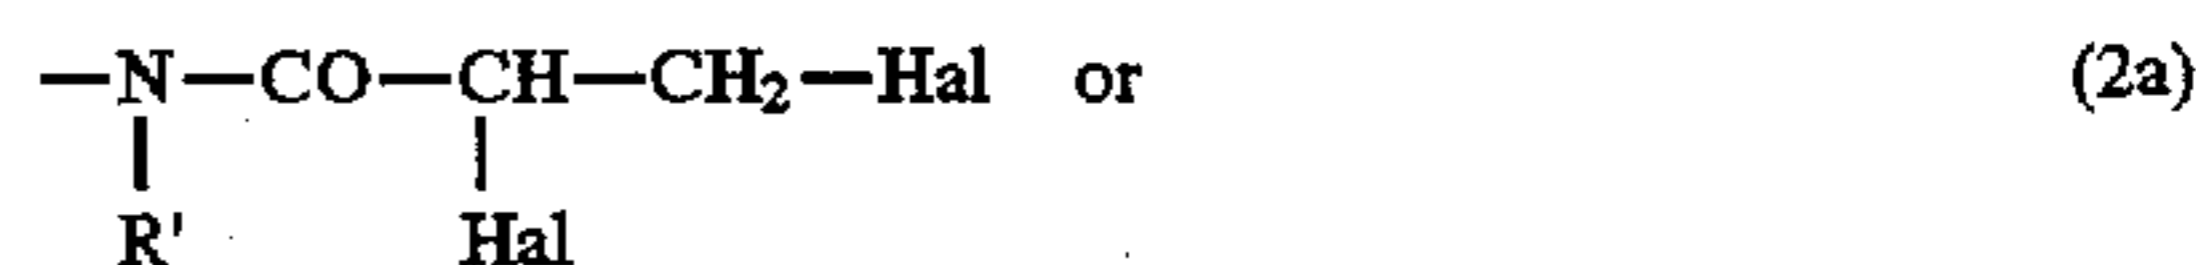 —N—CO—CH—CH₂—Hal or (2a)
R' Hal